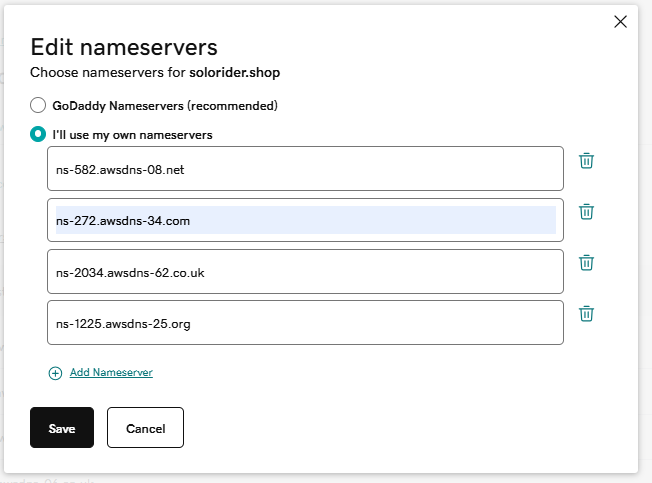 Edit nameservers
Choose nameservers for solorider.shop
GoDaddy Nameservers (recommended)
I'll use my own nameservers
ns-582.awsdns-08.net
ns-272.awsdns-34.com
ns-2034.awsdns-62.co.uk
ns-1225.awsdns-25.org
Add Nameserver
Save
Cancel